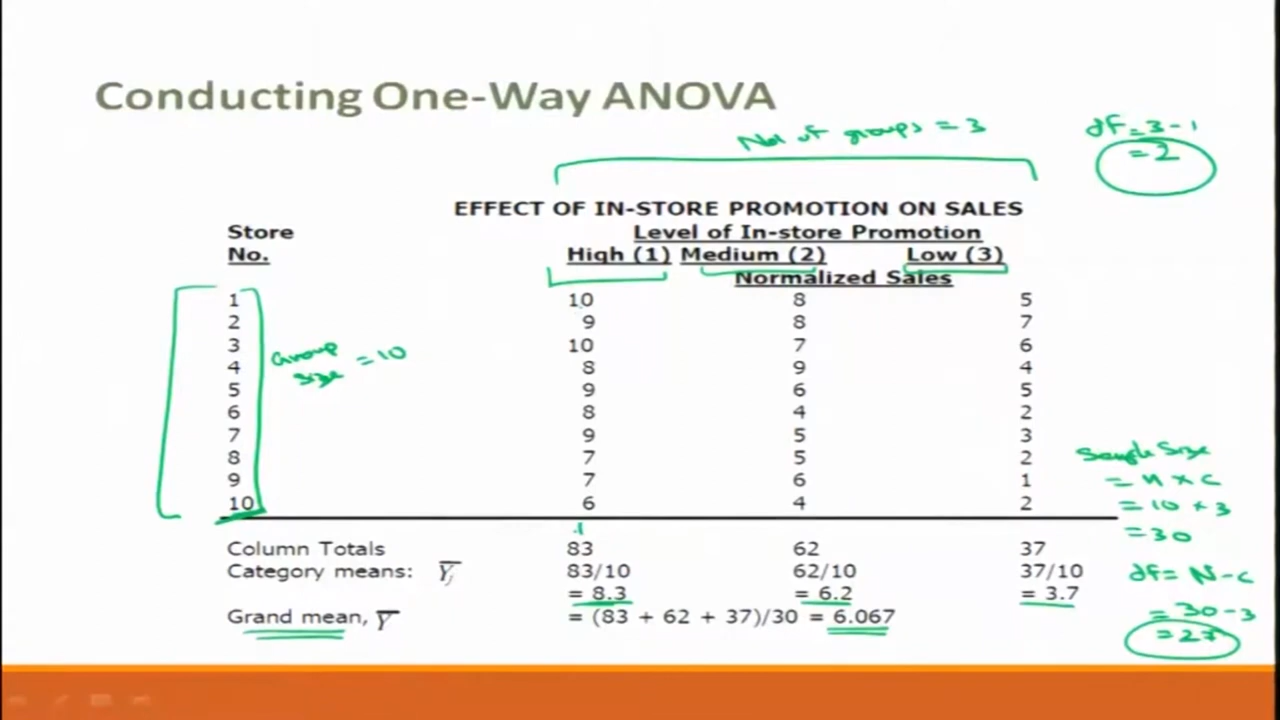 Conducting One-Way ANOVA
No. of groups = 3
df = 3-1
= 2
EFFECT OF IN-STORE PROMOTION ON SALES
Store Level of In-store Promotion
No. High (1) Medium (2) Low (3)
Normalized Sales
1 10 8 5
2 9 8 7
3 10 7 6
4 8 9 4
5 9 6 5
6 8 4 2
7 9 5 3
8 7 5 2
9 7 6 1
10 6 4 2
Group
size = 10
Sample Size
= n × c
= 10 × 3
= 30
Column Totals 83 62 37
Category means: Y̅j 83/10 62/10 37/10
= 8.3 = 6.2 = 3.7
Grand mean, Y̅ = (83 + 62 + 37)/30 = 6.067
df = N-c
= 30-3
= 27